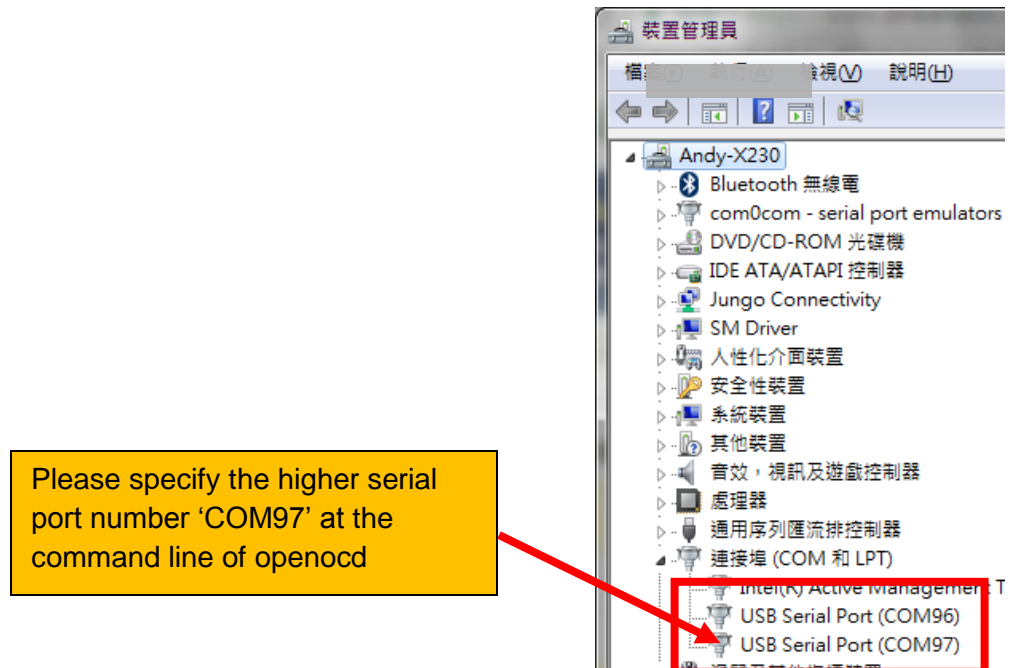 裝置管理員
檢視(V) 說明(H)
Andy-X230
Bluetooth 無線電
com0com - serial port emulators
DVD/CD-ROM 光碟機
IDE ATA/ATAPI 控制器
Jungo Connectivity
SM Driver
人性化介面裝置
安全性裝置
系統裝置
其他裝置
音效，視訊及遊戲控制器
處理器
通用序列匯流排控制器
連接埠 (COM 和 LPT)
Intel(R) Active Management T
USB Serial Port (COM96)
USB Serial Port (COM97)
Please specify the higher serial
port number ‘COM97’ at the
command line of openocd